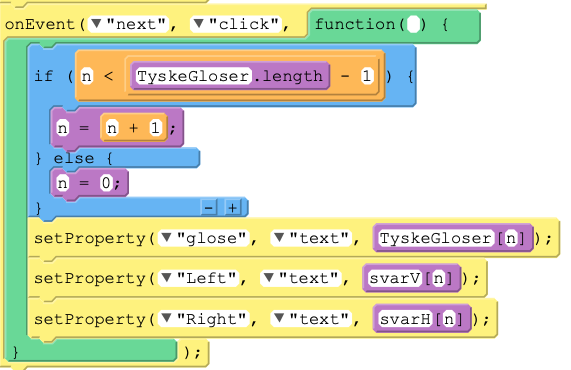 onEvent( ▼"next", ▼"click", function( ) {
if ( n < TyskeGloser.length - 1 ) {
n = n + 1;
} else {
n = 0;
} - +
setProperty( ▼"glose", ▼"text", TyskeGloser[n]);
setProperty( ▼"Left", ▼"text", svarV[n]);
setProperty( ▼"Right", ▼"text", svarH[n]);
} );